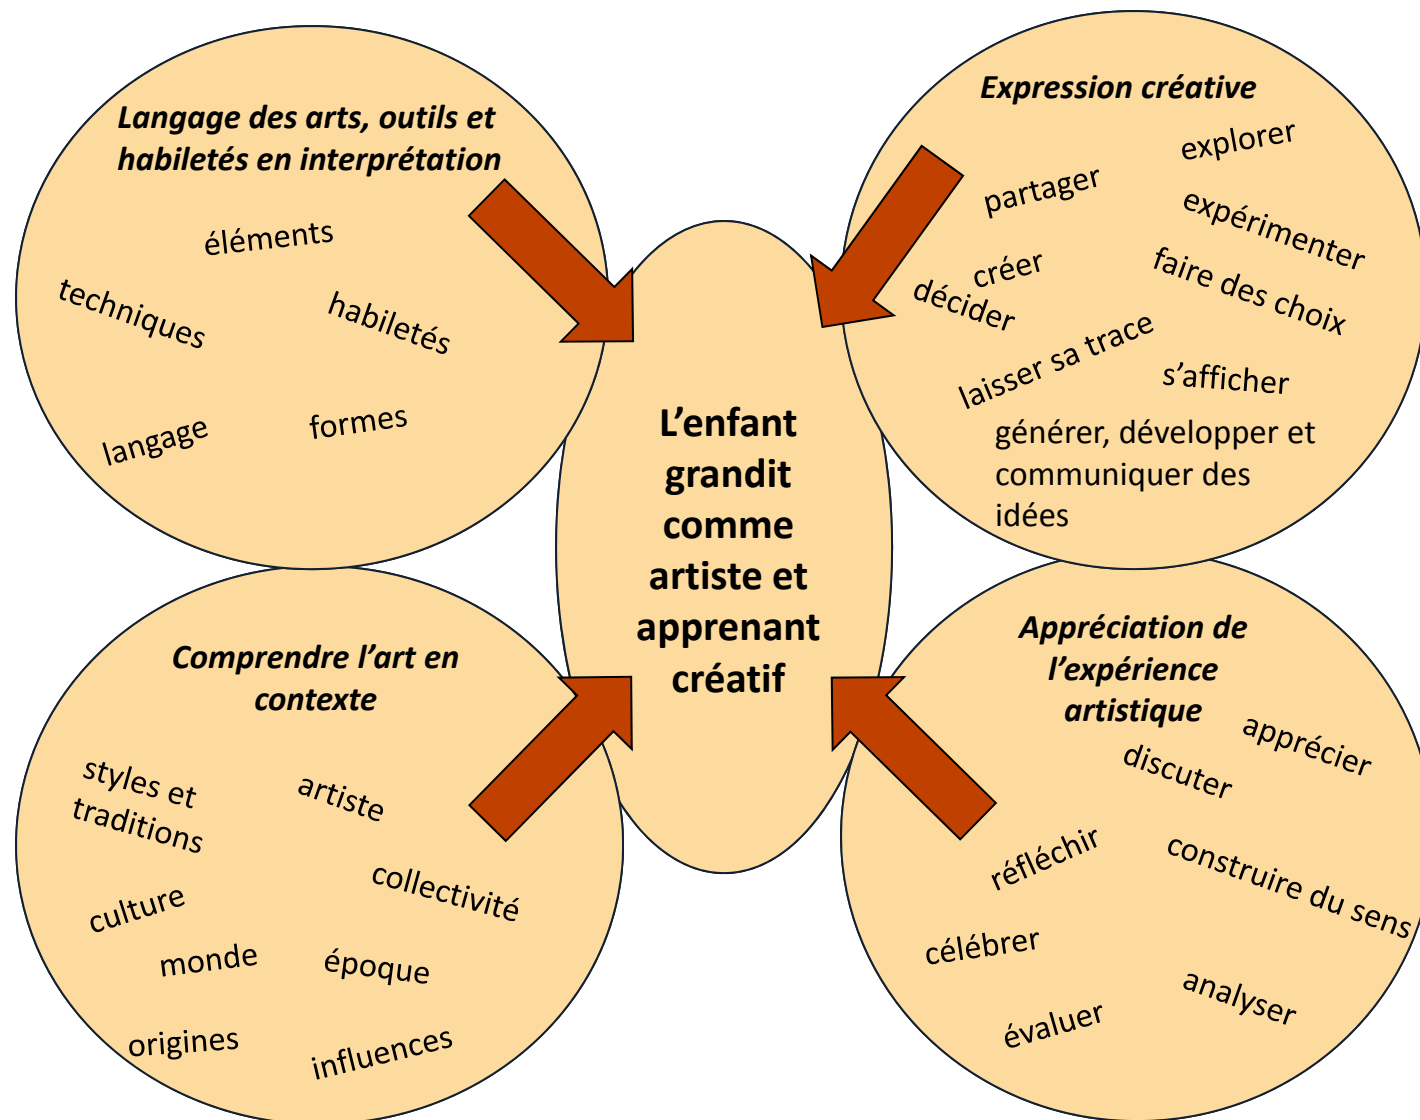 Langage des arts, outils et
habiletés en interprétation
éléments
techniques
habiletés
langage
formes
Expression créative
explorer
partager
expérimenter
créer
faire des choix
décider
laisser sa trace
s’afficher
générer, développer et
communiquer des
idées
L’enfant
grandit
comme
artiste et
apprenant
créatif
Comprendre l’art en
contexte
styles et
traditions
artiste
culture
collectivité
monde
époque
origines
influences
Appréciation de
l’expérience
artistique
apprécier
discuter
réfléchir
construire du sens
célébrer
analyser
évaluer